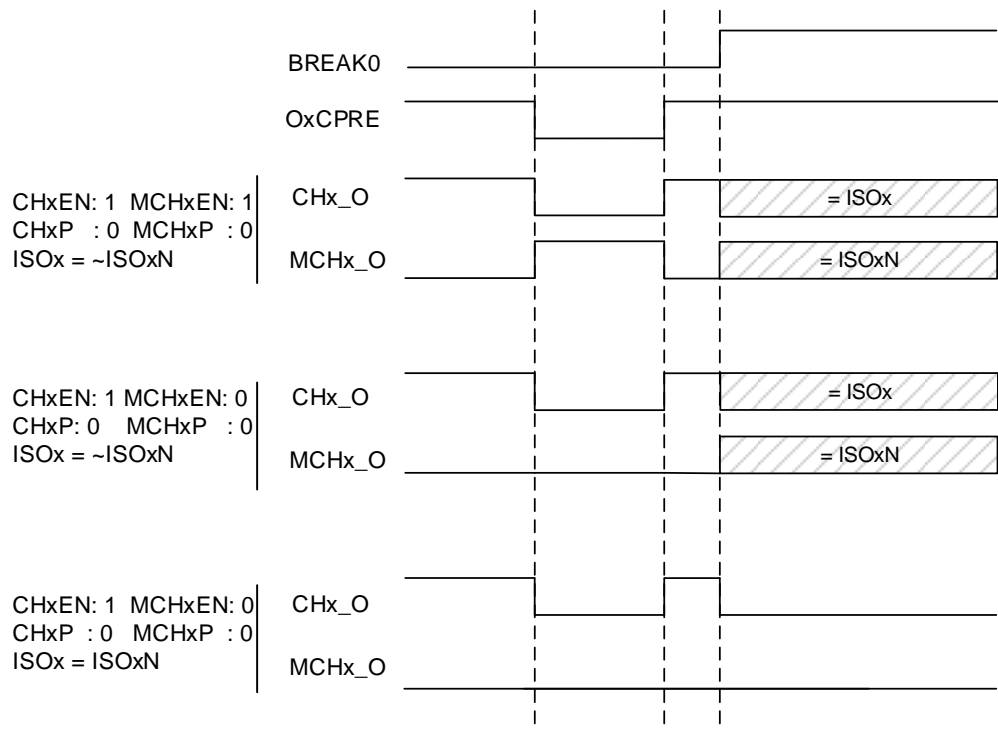 BREAK0
OxCPRE
CHxEN: 1 MCHxEN: 1
CHxP : 0 MCHxP : 0
ISOx = ~ISOxN
CHx_O
= ISOx
MCHx_O
= ISOxN
CHxEN: 1 MCHxEN: 0
CHxP: 0 MCHxP : 0
ISOx = ~ISOxN
CHx_O
= ISOx
MCHx_O
= ISOxN
CHxEN: 1 MCHxEN: 0
CHxP : 0 MCHxP : 0
ISOx = ISOxN
CHx_O
MCHx_O